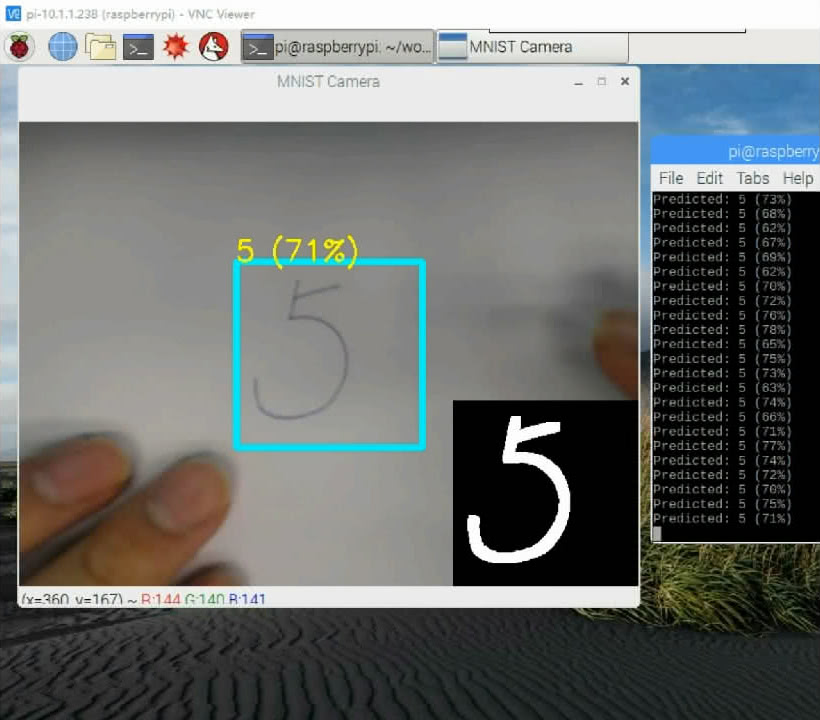 pi-10.1.1.238 (raspberrypi) - VNC Viewer
pi@raspberrypi: ~/wo...
MNIST Camera
MNIST Camera
5 (71%)
5
5
(x=360, y=167) ~ R:144 G:140 B:141
pi@raspberry
File Edit Tabs Help
Predicted: 5 (73%)
Predicted: 5 (68%)
Predicted: 5 (62%)
Predicted: 5 (67%)
Predicted: 5 (69%)
Predicted: 5 (62%)
Predicted: 5 (70%)
Predicted: 5 (72%)
Predicted: 5 (76%)
Predicted: 5 (78%)
Predicted: 5 (65%)
Predicted: 5 (75%)
Predicted: 5 (73%)
Predicted: 5 (63%)
Predicted: 5 (74%)
Predicted: 5 (66%)
Predicted: 5 (71%)
Predicted: 5 (77%)
Predicted: 5 (74%)
Predicted: 5 (72%)
Predicted: 5 (70%)
Predicted: 5 (75%)
Predicted: 5 (71%)